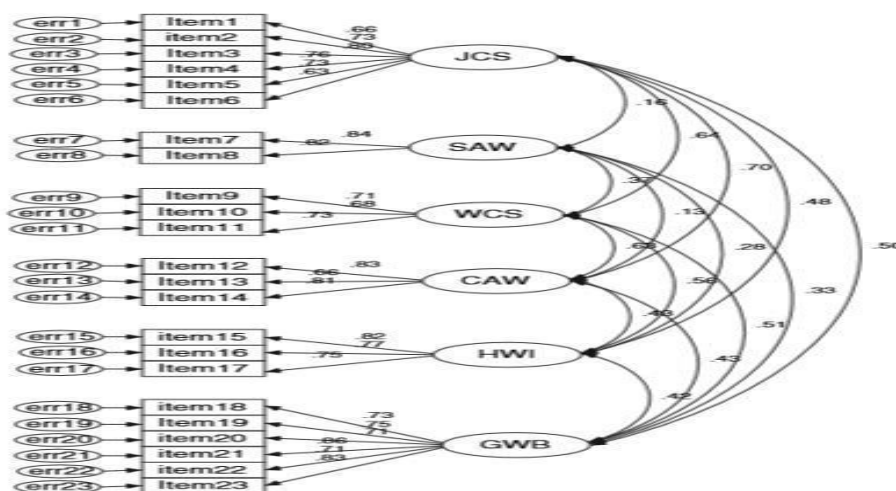 err1 Item1
err2 item2
err3 Item3
err4 Item4
err5 Item5
err6 Item6
.66
.73
.80
.76
.73
.63
JCS
err7 Item7
err8 Item8
.84
.82
SAW
err9 Item9
err10 Item10
err11 Item11
.71
.68
.73
WCS
err12 Item12
err13 Item13
err14 Item14
.83
.66
.81
CAW
err15 item15
err16 Item16
err17 Item17
.82
.77
.75
HWI
err18 item18
err19 Item19
err20 item20
err21 item21
err22 item22
err23 Item23
.73
.75
.71
.86
.71
.83
GWB
.16
.64
.70
.48
.50
.13
.28
.33
.56
.51
.43
.42